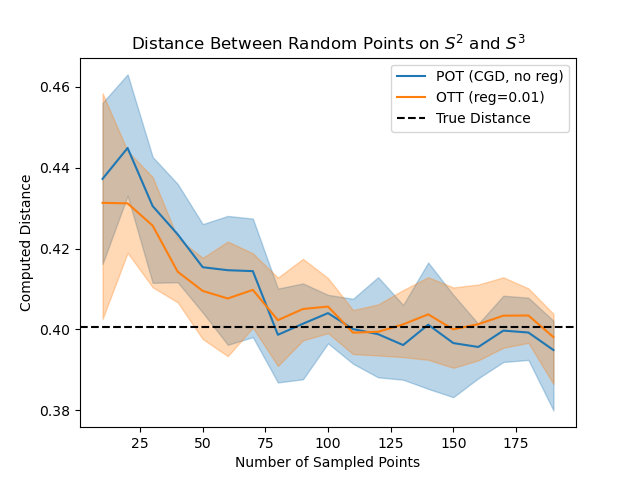 Distance Between Random Points on $S^2$ and $S^3$
POT (CGD, no reg)
OTT (reg=0.01)
True Distance
Computed Distance
0.46
0.44
0.42
0.40
0.38
25 50 75 100 125 150 175
Number of Sampled Points